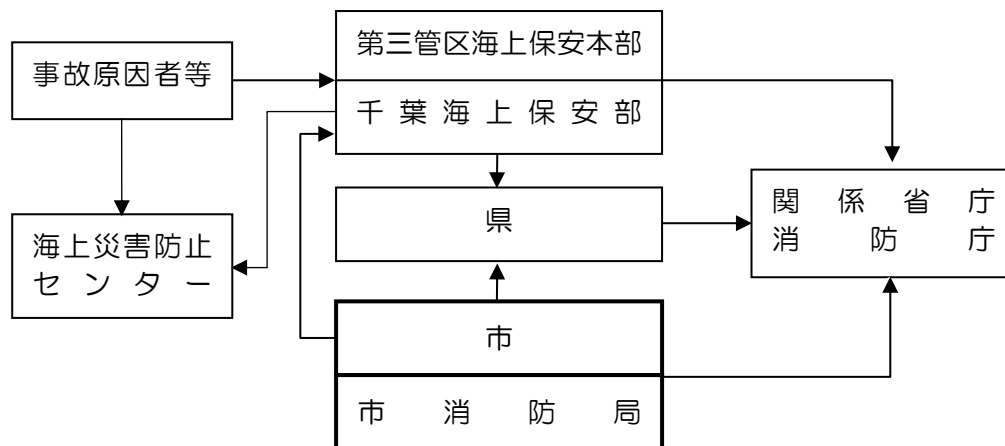 第三管区海上保安本部
事故原因者等
千葉海上保安部
関係省庁
消防庁
県
海上災害防止
センター
市
市消防局